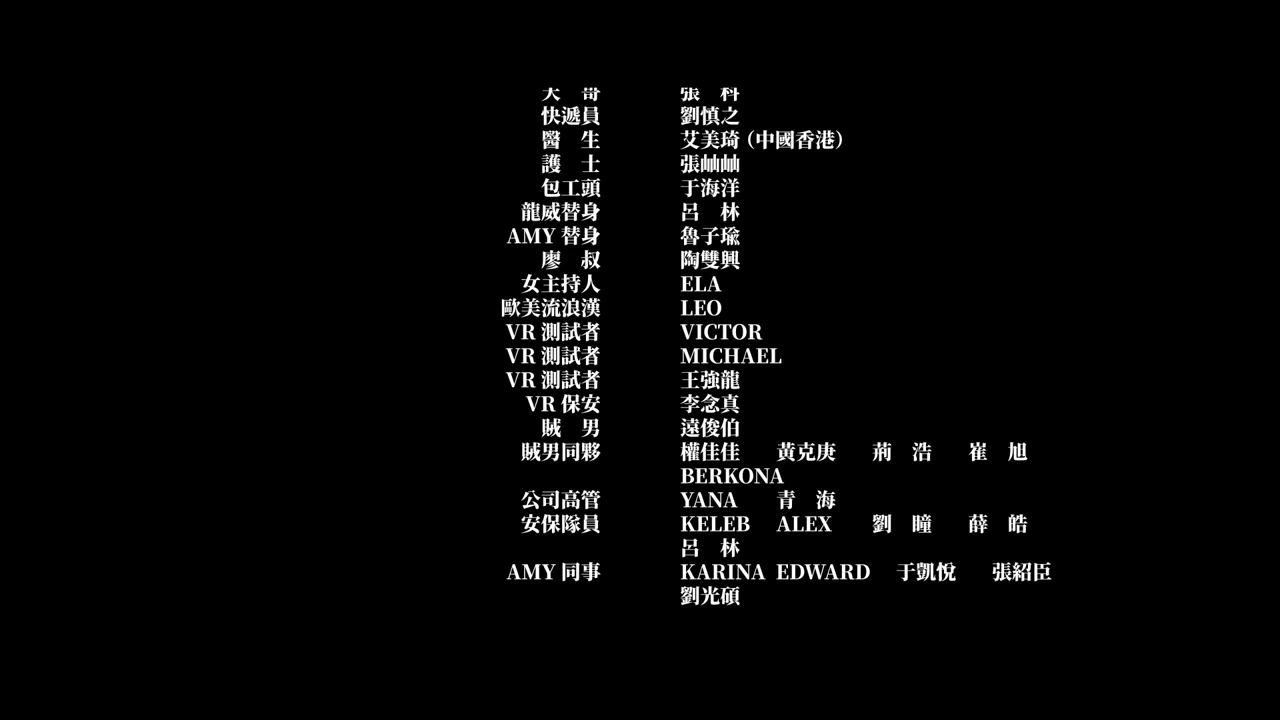 快遞員 劉慎之
醫 生 艾美琦（中國香港）
護 士 張岫岫
包工頭 于海洋
龍威替身 呂 林
AMY 替身 魯子瑜
廖 叔 陶雙興
女主持人 ELA
歐美流浪漢 LEO
VR 測試者 VICTOR
VR 測試者 MICHAEL
VR 測試者 王強龍
VR 保安 李念真
賊 男 遠俊伯
賊男同夥 權佳佳 黃克庚 荊 浩 崔 旭
BERKONA
公司高管 YANA 青 海
安保隊員 KELEB ALEX 劉 瞳 薛 皓
呂 林
AMY 同事 KARINA EDWARD 于凱悅 張紹臣
劉光碩